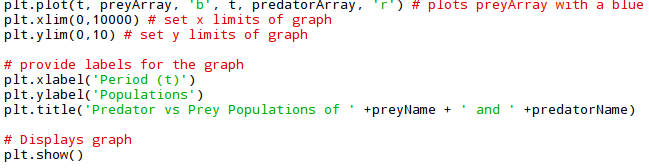 plt.plot(t, preyArray, 'b', t, predatorArray, 'r') # plots preyArray with a blue
plt.xlim(0,10000) # set x limits of graph
plt.ylim(0,10) # set y limits of graph
# provide labels for the graph
plt.xlabel('Period (t)')
plt.ylabel('Populations')
plt.title('Predator vs Prey Populations of ' +preyName + ' and ' +predatorName)
# Displays graph
plt.show()